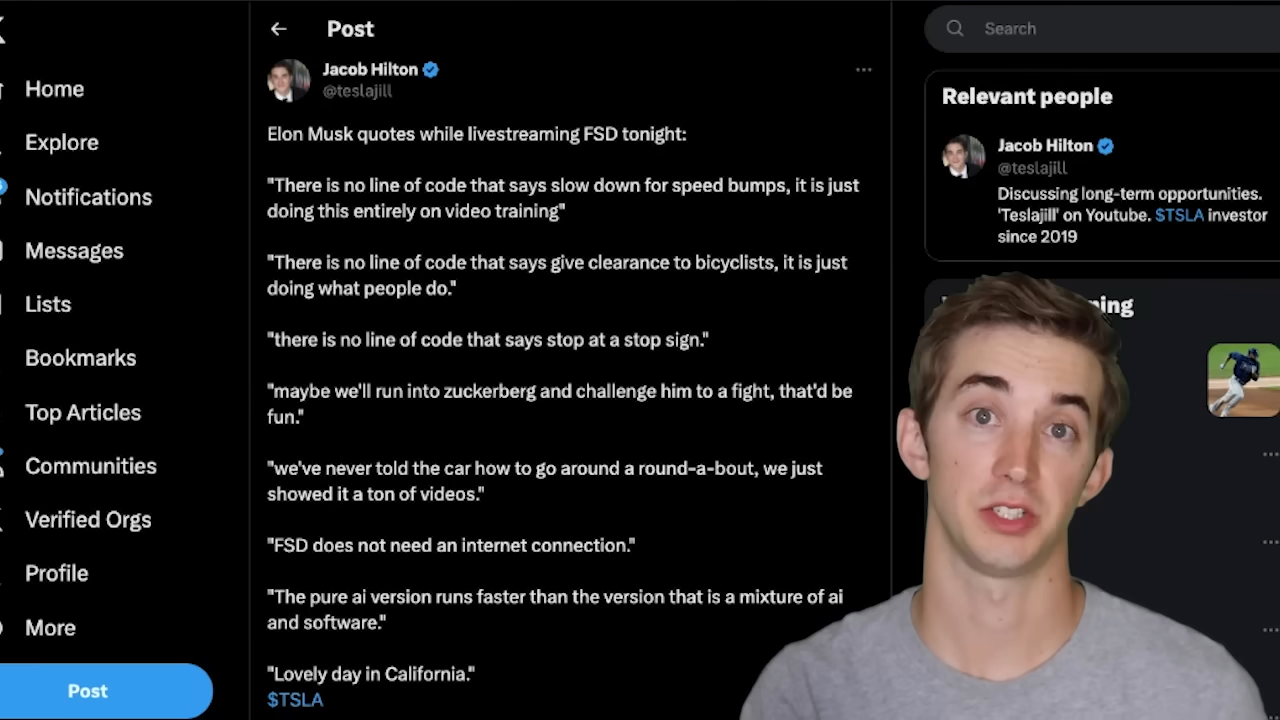 Post
Search
Home
Explore
Notifications
Messages
Lists
Bookmarks
Top Articles
Communities
Verified Orgs
Profile
More
Post
Jacob Hilton
@teslajill
Elon Musk quotes while livestreaming FSD tonight:
"There is no line of code that says slow down for speed bumps, it is just
doing this entirely on video training"
"There is no line of code that says give clearance to bicyclists, it is just
doing what people do."
"there is no line of code that says stop at a stop sign."
"maybe we'll run into zuckerberg and challenge him to a fight, that'd be
fun."
"we've never told the car how to go around a round-a-bout, we just
showed it a ton of videos."
"FSD does not need an internet connection."
"The pure ai version runs faster than the version that is a mixture of ai
and software."
"Lovely day in California."
$TSLA
Relevant people
Jacob Hilton
@teslajill
Discussing long-term opportunities.
'Teslajill' on Youtube. $TSLA investor
since 2019